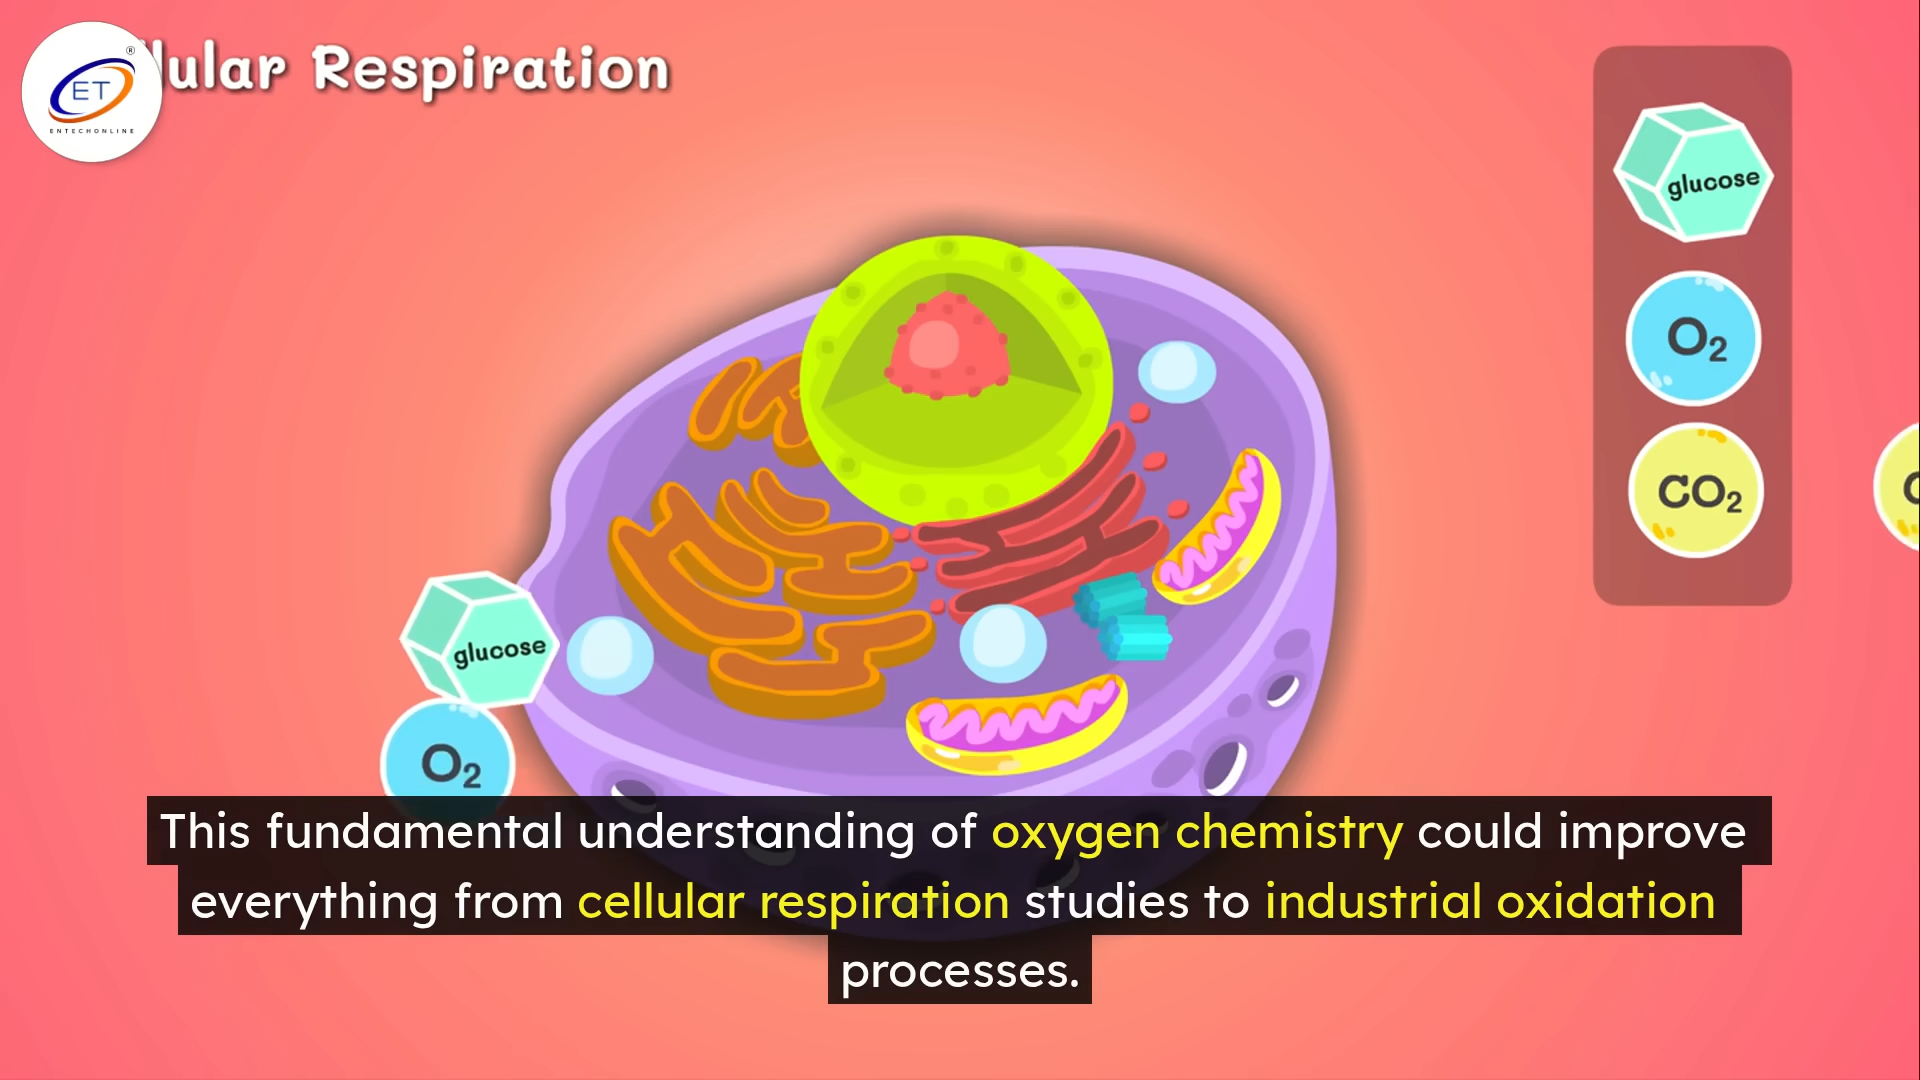 ET
®
ENTECHONLINE
lular Respiration
glucose
O₂
CO₂
glucose
O₂
This fundamental understanding of oxygen chemistry could improve
everything from cellular respiration studies to industrial oxidation
processes.